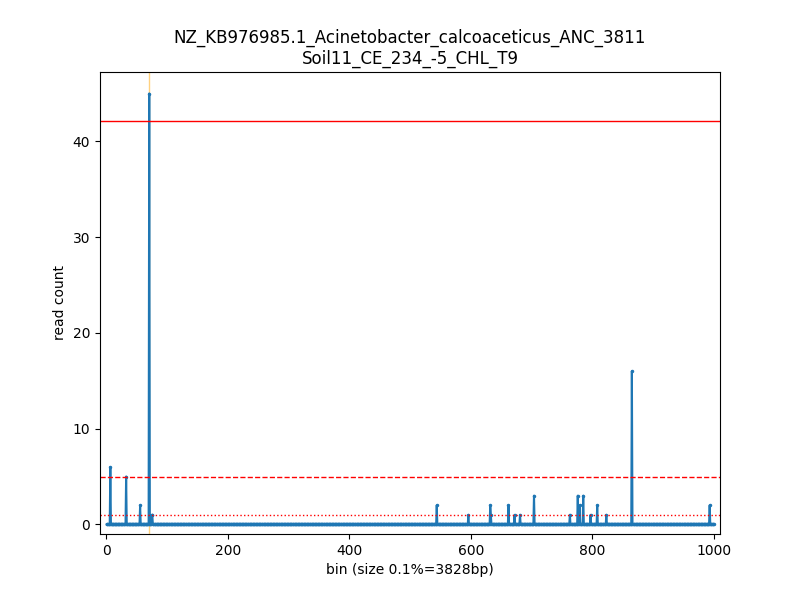 NZ_KB976985.1_Acinetobacter_calcoaceticus_ANC_3811
Soil11_CE_234_-5_CHL_T9
read count
40
30
20
10
0
0 200 400 600 800 1000
bin (size 0.1%=3828bp)